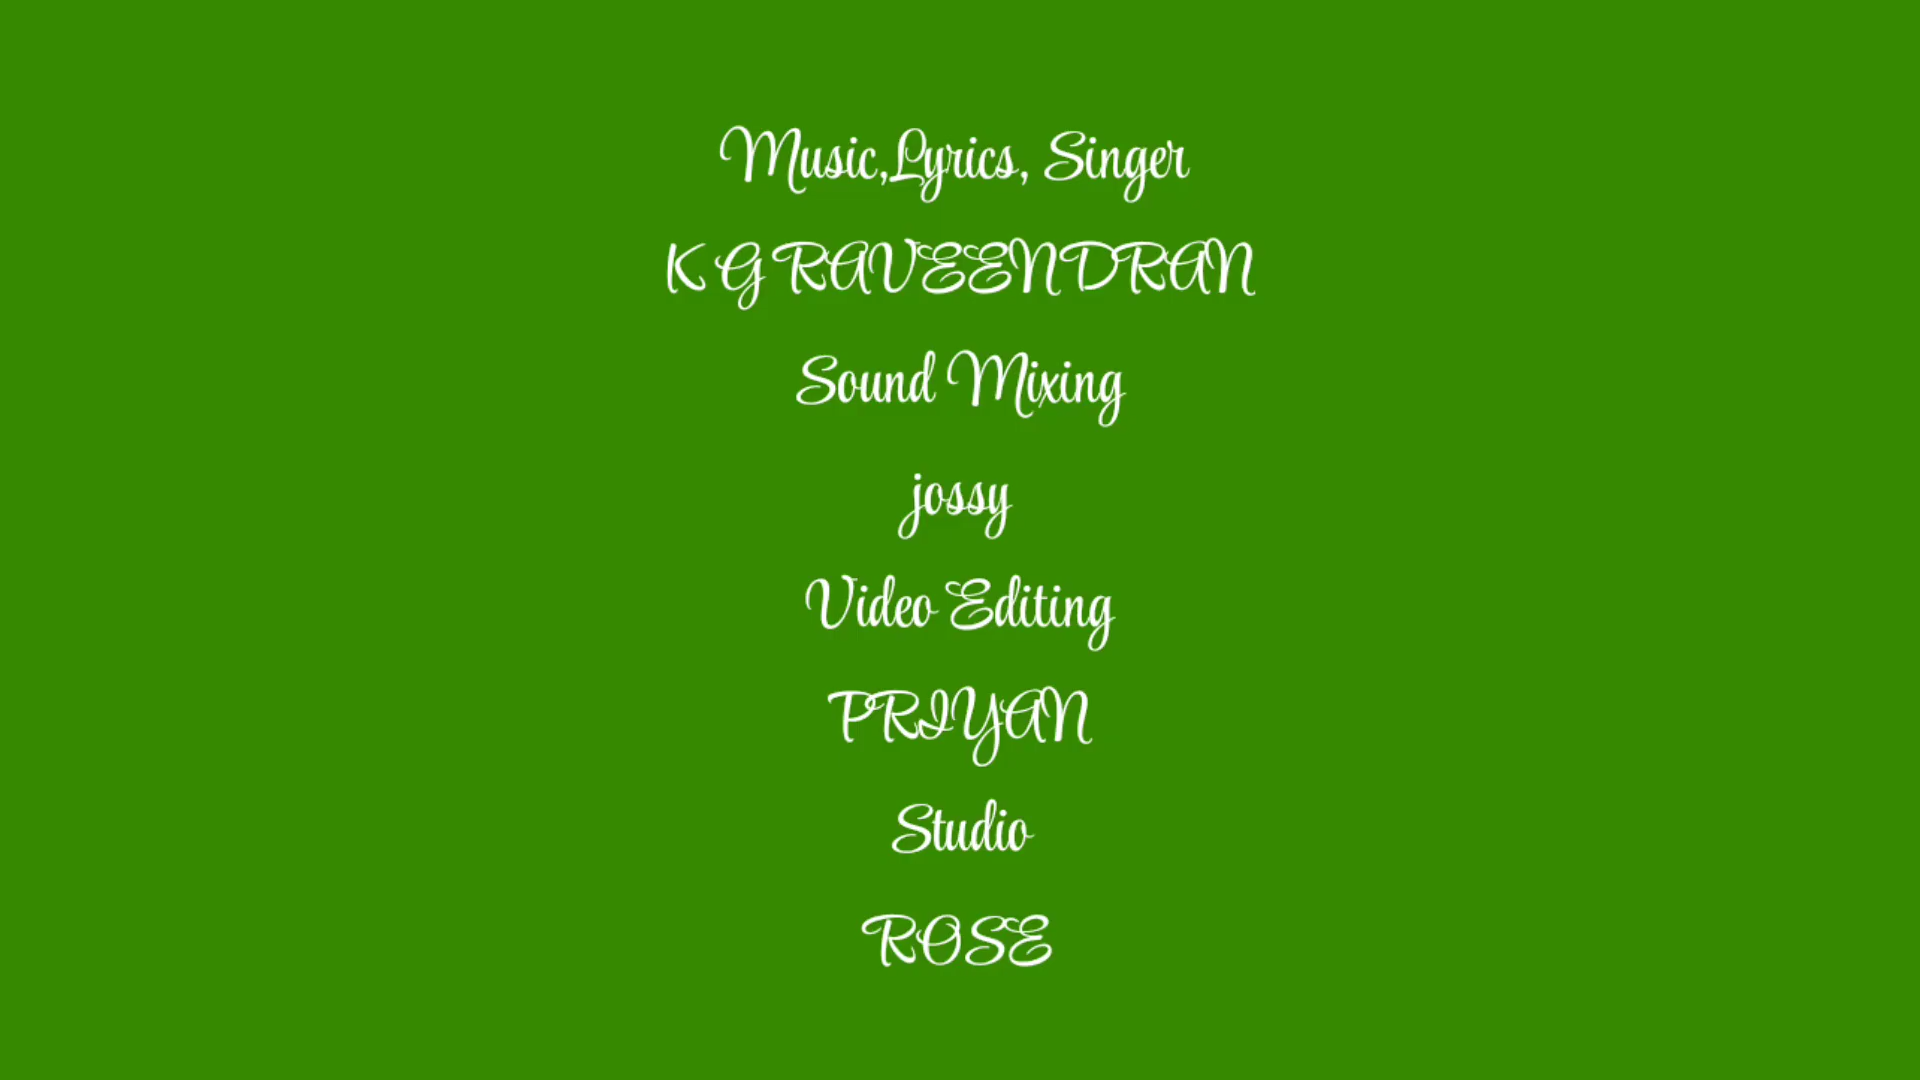 Music,Lyrics, Singer
K G RAVEENDRAN
Sound Mixing
jossy
Video Editing
PRIYAN
Studio
ROSE